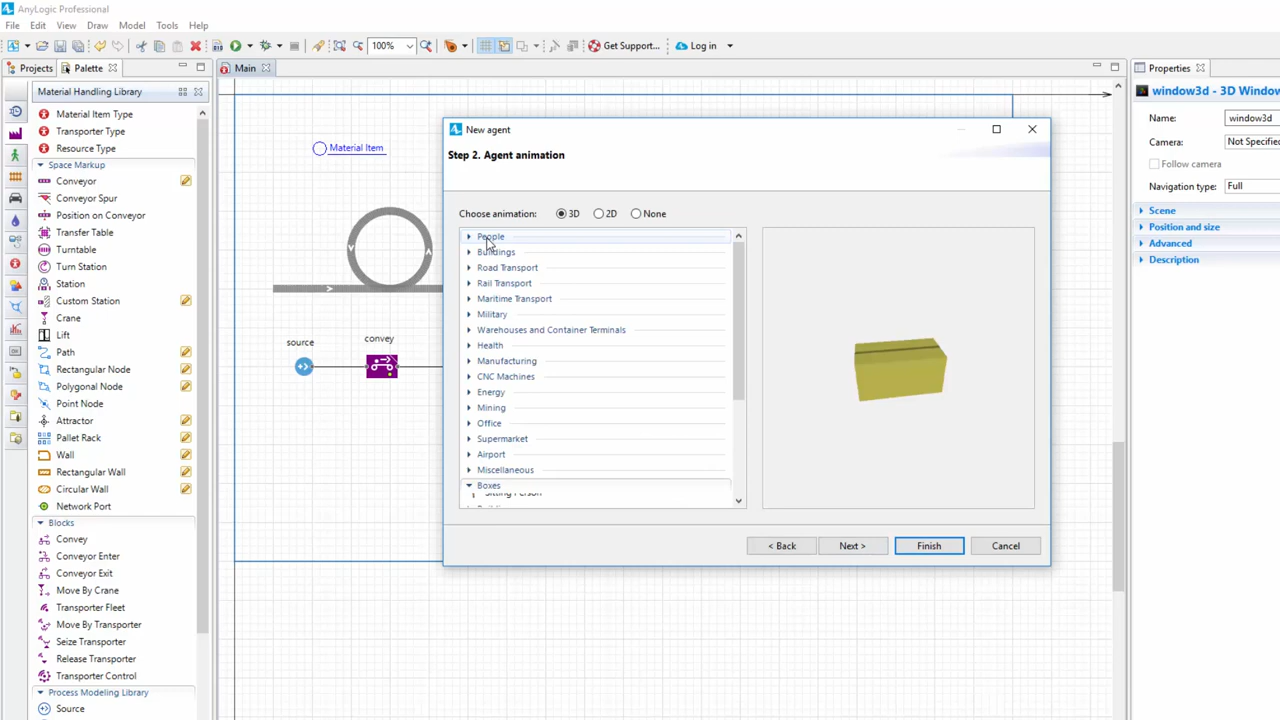 AnyLogic Professional
File Edit View Draw Model Tools Help
100% Get Support... Log in
Projects Palette Main Properties
Material Handling Library
Material Item Type
Transporter Type
Resource Type
Space Markup
Conveyor
Conveyor Spur
Position on Conveyor
Transfer Table
Turntable
Turn Station
Station
Custom Station
Crane
Lift
Path
Rectangular Node
Polygonal Node
Point Node
Attractor
Pallet Rack
Wall
Rectangular Wall
Circular Wall
Network Port
Blocks
Convey
Conveyor Enter
Conveyor Exit
Move By Crane
Transporter Fleet
Move By Transporter
Seize Transporter
Release Transporter
Transporter Control
Process Modeling Library
Source
Material Item
source
convey
New agent
Step 2. Agent animation
Choose animation: 3D 2D None
People
Buildings
Road Transport
Rail Transport
Maritime Transport
Military
Warehouses and Container Terminals
Health
Manufacturing
CNC Machines
Energy
Mining
Office
Supermarket
Airport
Miscellaneous
Boxes
Sitting Person
< Back Next > Finish Cancel
window3d - 3D Window
Name: window3d
Camera: Not Specified
Follow camera
Navigation type: Full
Scene
Position and size
Advanced
Description